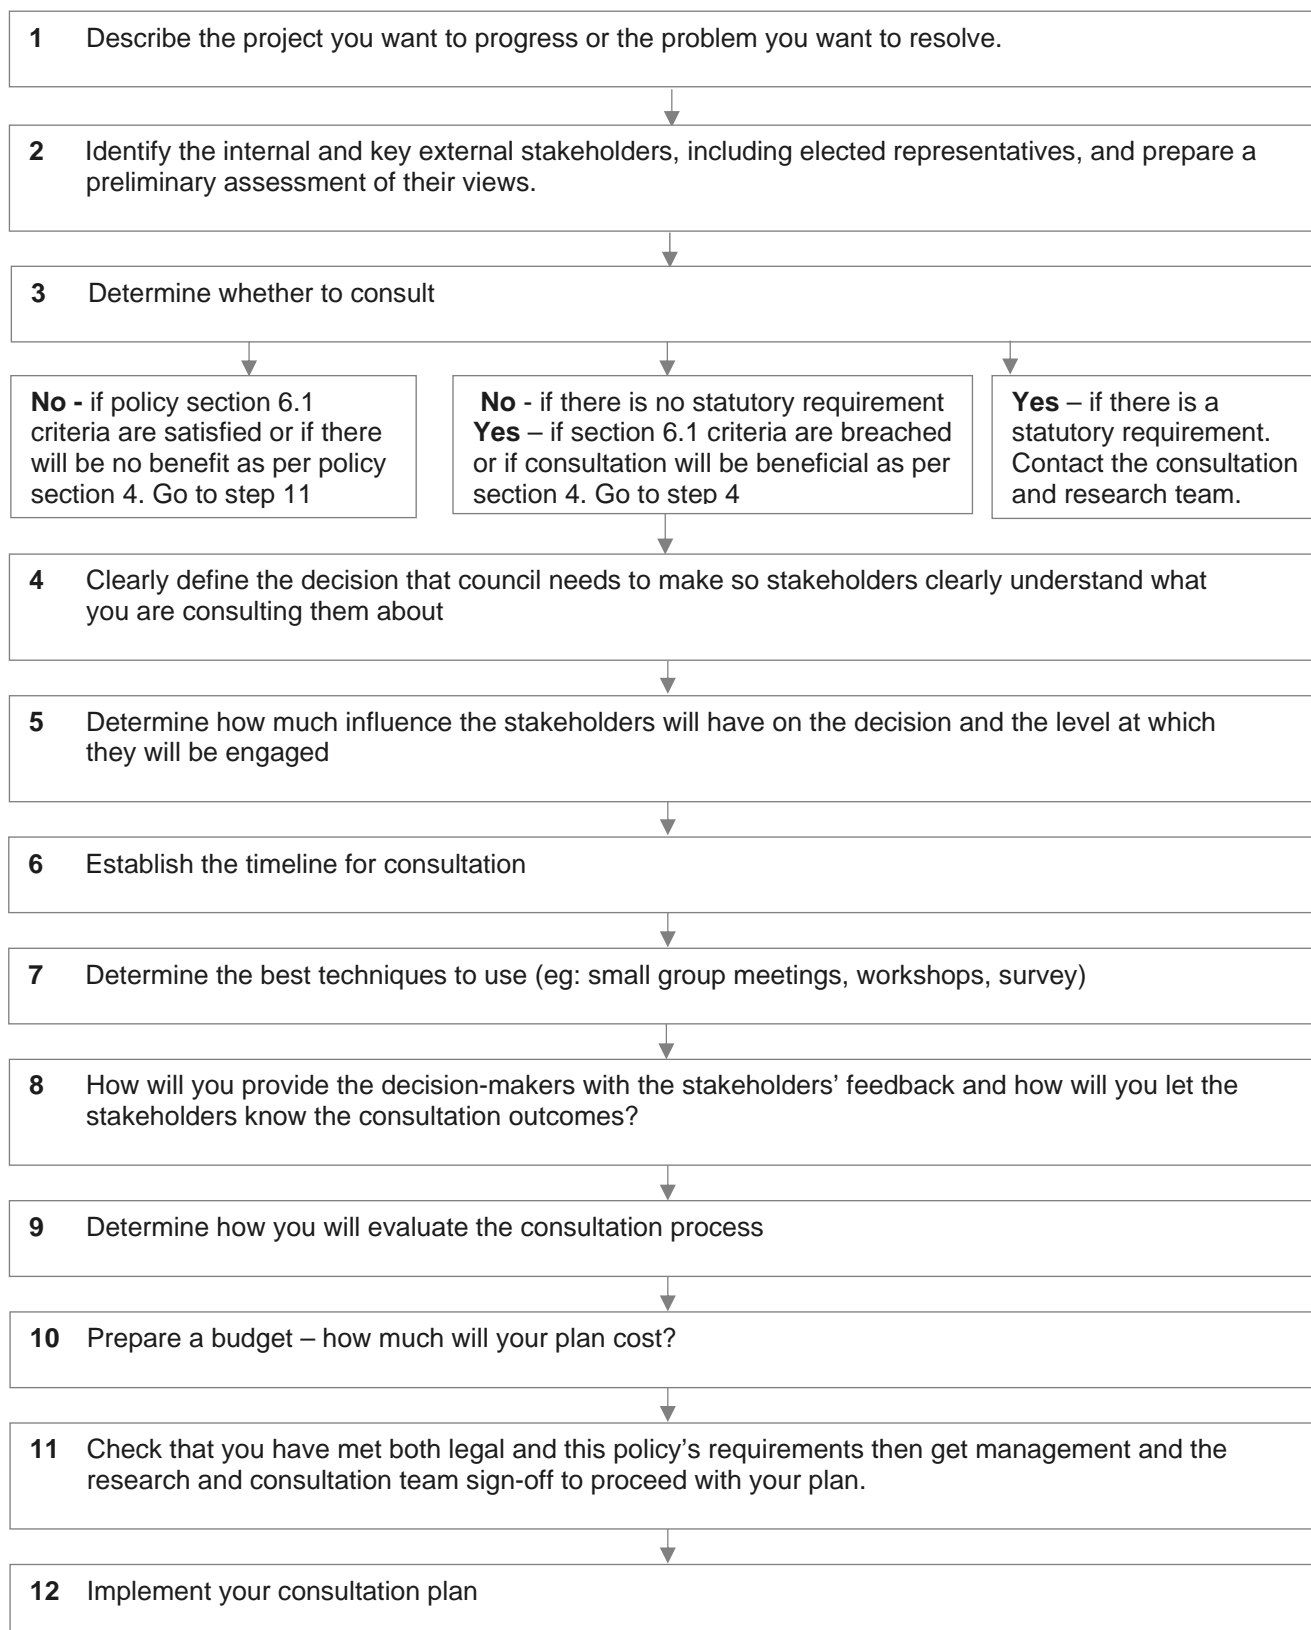 1 Describe the project you want to progress or the problem you want to resolve.
2 Identify the internal and key external stakeholders, including elected representatives, and prepare a
preliminary assessment of their views.
3 Determine whether to consult
No - if policy section 6.1
criteria are satisfied or if there
will be no benefit as per policy
section 4. Go to step 11
No - if there is no statutory requirement
Yes – if section 6.1 criteria are breached
or if consultation will be beneficial as per
section 4. Go to step 4
Yes – if there is a
statutory requirement.
Contact the consultation
and research team.
4 Clearly define the decision that council needs to make so stakeholders clearly understand what
you are consulting them about
5 Determine how much influence the stakeholders will have on the decision and the level at which
they will be engaged
6 Establish the timeline for consultation
7 Determine the best techniques to use (eg: small group meetings, workshops, survey)
8 How will you provide the decision-makers with the stakeholders’ feedback and how will you let the
stakeholders know the consultation outcomes?
9 Determine how you will evaluate the consultation process
10 Prepare a budget – how much will your plan cost?
11 Check that you have met both legal and this policy’s requirements then get management and the
research and consultation team sign-off to proceed with your plan.
12 Implement your consultation plan